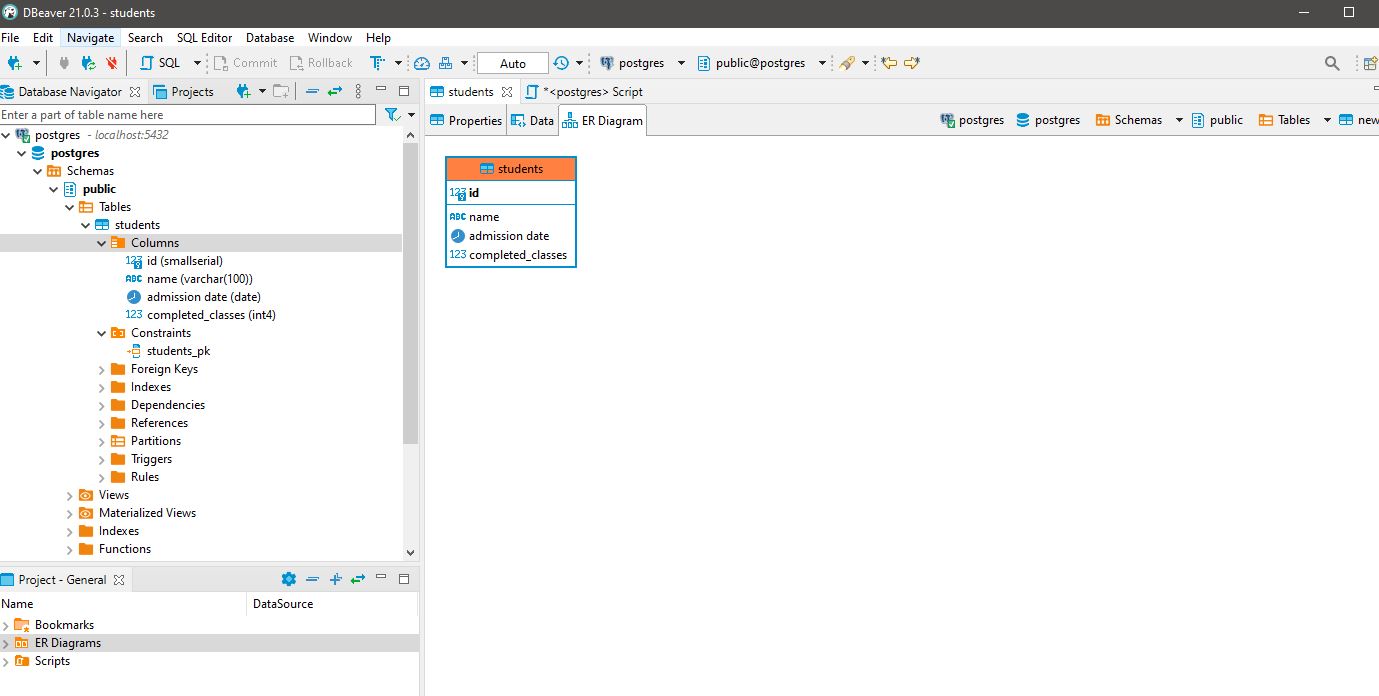 DBeaver 21.0.3 - students
File Edit Navigate Search SQL Editor Database Window Help
SQL Commit Rollback Auto postgres public@postgres
Database Navigator Projects
Enter a part of table name here
postgres - localhost:5432
postgres
Schemas
public
Tables
students
Columns
id (smallserial)
name (varchar(100))
admission date (date)
completed_classes (int4)
Constraints
students_pk
Foreign Keys
Indexes
Dependencies
References
Partitions
Triggers
Rules
Views
Materialized Views
Indexes
Functions
Project - General
Name DataSource
Bookmarks
ER Diagrams
Scripts
students *<postgres> Script
Properties Data ER Diagram postgres postgres Schemas public Tables new
students
123 id
ABC name
admission date
123 completed_classes